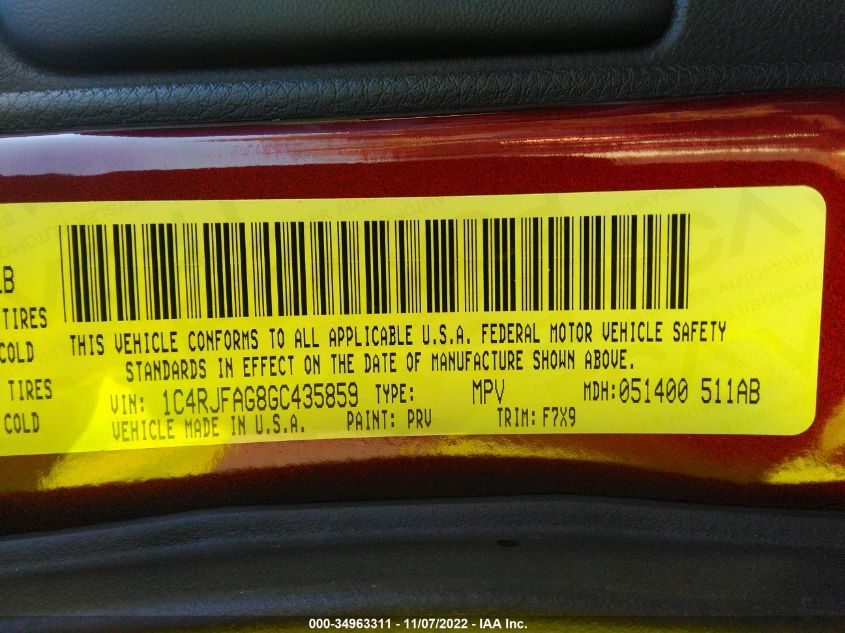 LB
TIRES
COLD
TIRES
COLD
THIS VEHICLE CONFORMS TO ALL APPLICABLE U.S.A. FEDERAL MOTOR VEHICLE SAFETY
STANDARDS IN EFFECT ON THE DATE OF MANUFACTURE SHOWN ABOVE.
VIN: 1C4RJFAG8GC435859 TYPE: MPV MDH: 051400 511AB
VEHICLE MADE IN U.S.A. PAINT: PRV TRIM: F7X9
000-34963311 - 11/07/2022 - IAA Inc.